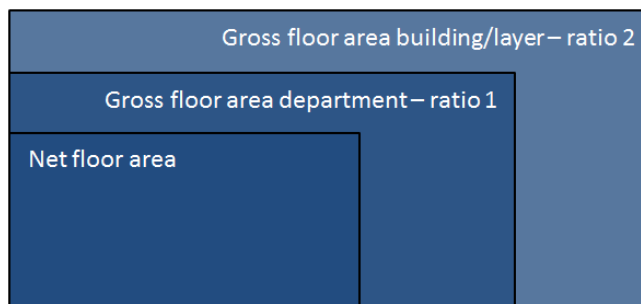 Gross floor area building/layer – ratio 2
Gross floor area department – ratio 1
Net floor area